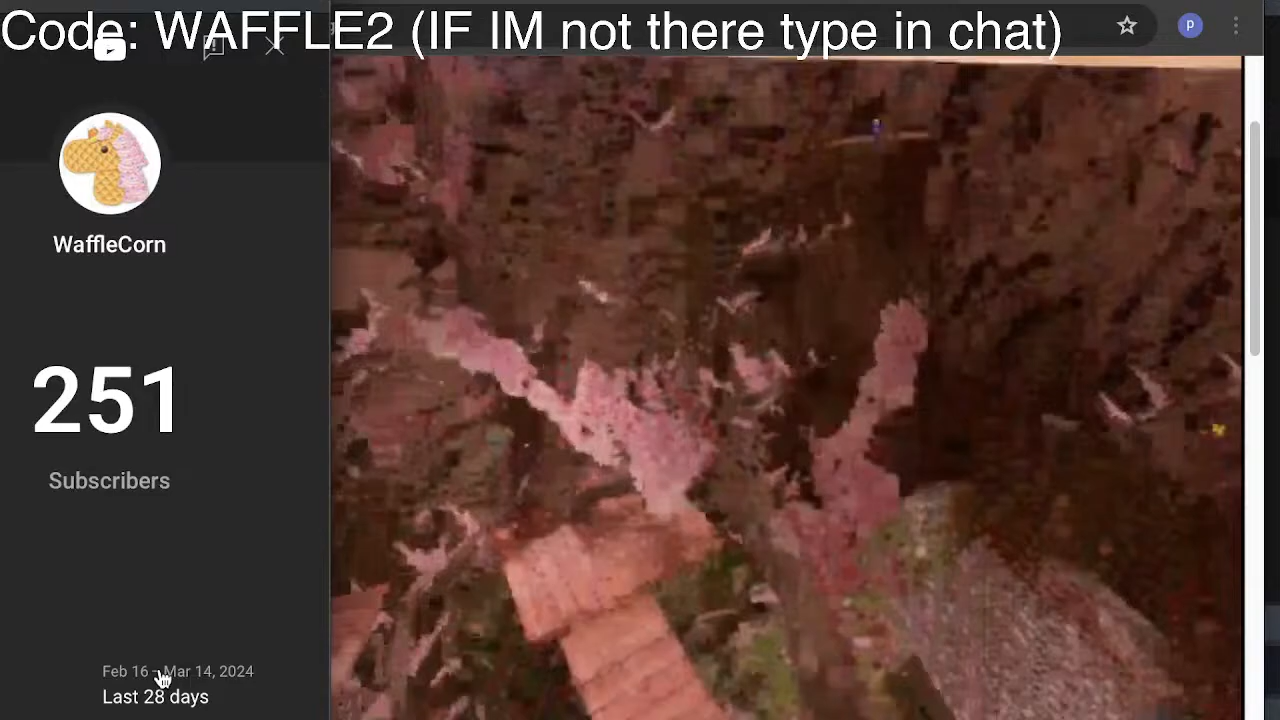 Code: WAFFLE2 (IF IM not there type in chat)
p
WaffleCorn
251
Subscribers
Feb 16 – Mar 14, 2024
Last 28 days